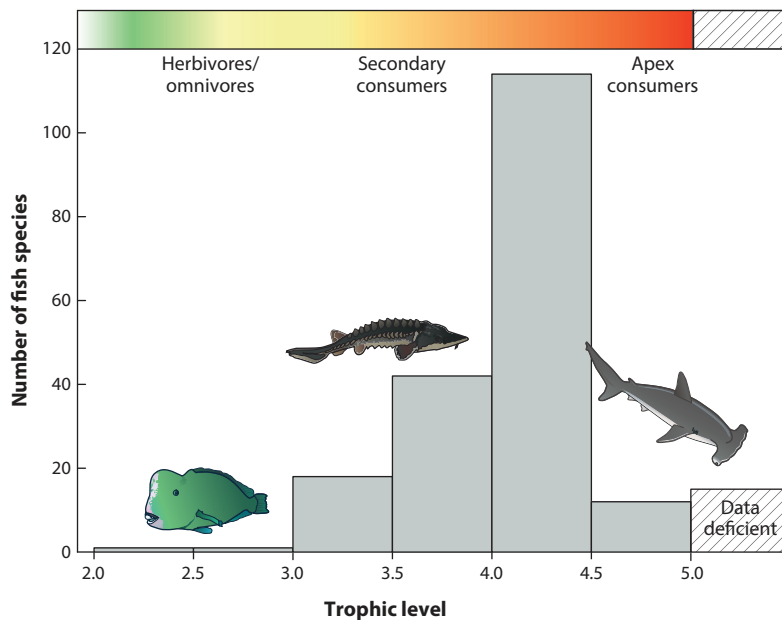 120
Herbivores/
omnivores
Secondary
consumers
Apex
consumers
100
80
60
40
20
0
Number of fish species
Data
deficient
2.0
2.5
3.0
3.5
4.0
4.5
5.0
Trophic level